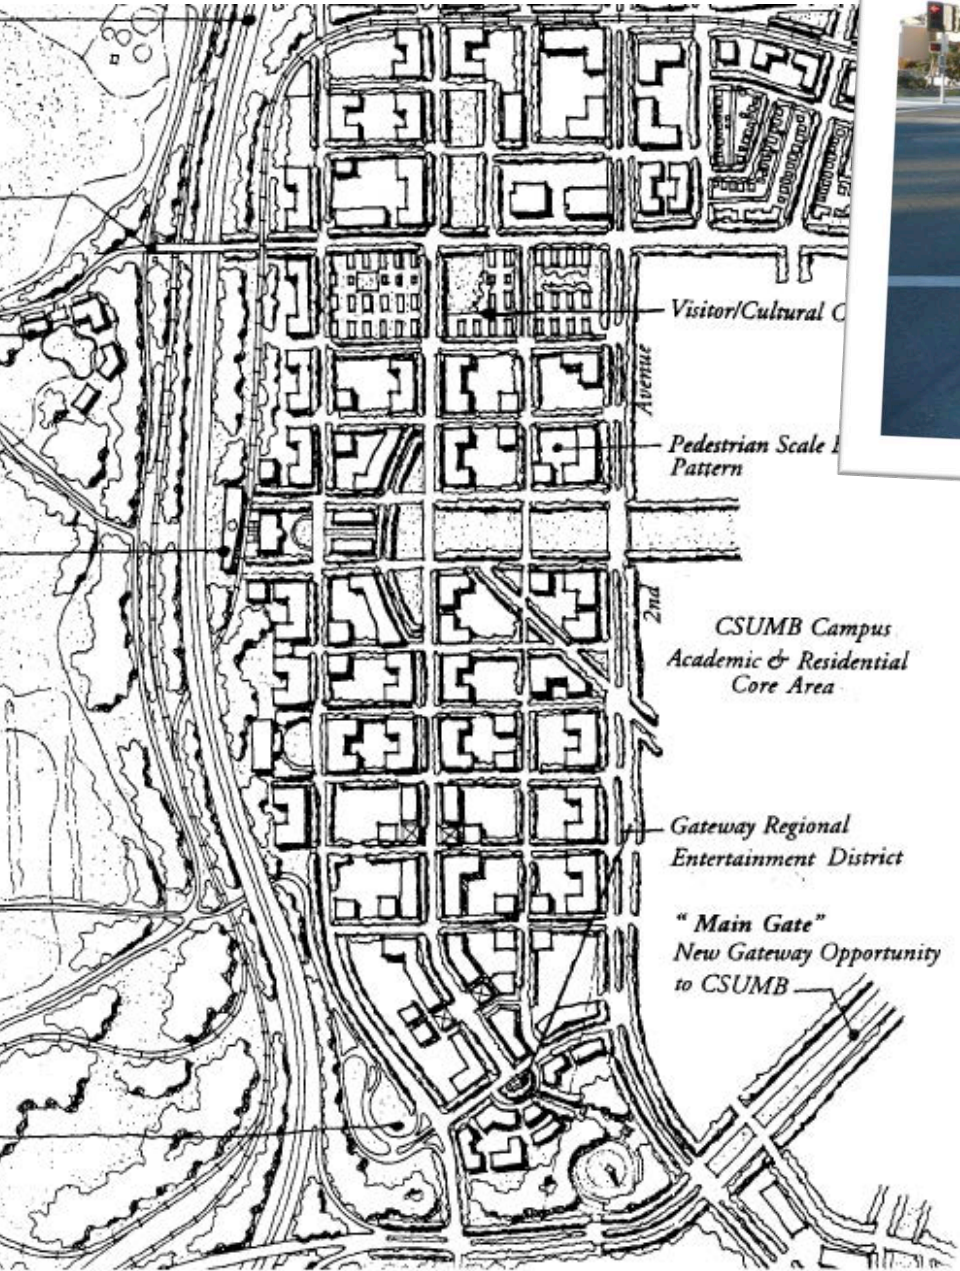 Visitor/Cultural
Avenue
Pedestrian Scale
Pattern
2nd
CSUMB Campus
Academic & Residential
Core Area
Gateway Regional
Entertainment District
“ Main Gate”
New Gateway Opportunity
to CSUMB